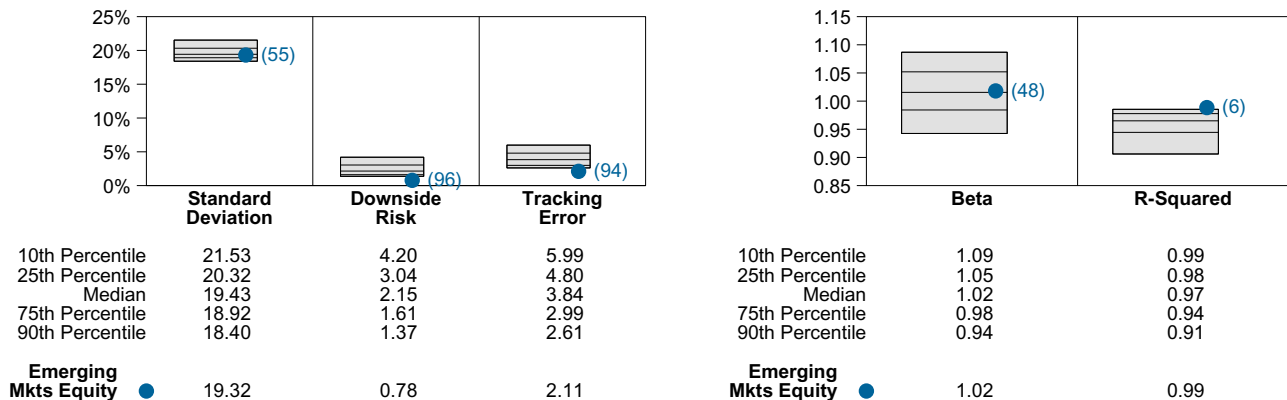 25%
20%
15%
10%
5%
0%
(55)
(96)
(94)
Standard
Deviation
Downside
Risk
Tracking
Error
10th Percentile 21.53 4.20 5.99
25th Percentile 20.32 3.04 4.80
Median 19.43 2.15 3.84
75th Percentile 18.92 1.61 2.99
90th Percentile 18.40 1.37 2.61
Emerging
Mkts Equity 19.32 0.78 2.11
1.15
1.10
1.05
1.00
0.95
0.90
0.85
(48)
(6)
Beta R-Squared
10th Percentile 1.09 0.99
25th Percentile 1.05 0.98
Median 1.02 0.97
75th Percentile 0.98 0.94
90th Percentile 0.94 0.91
Emerging
Mkts Equity 1.02 0.99